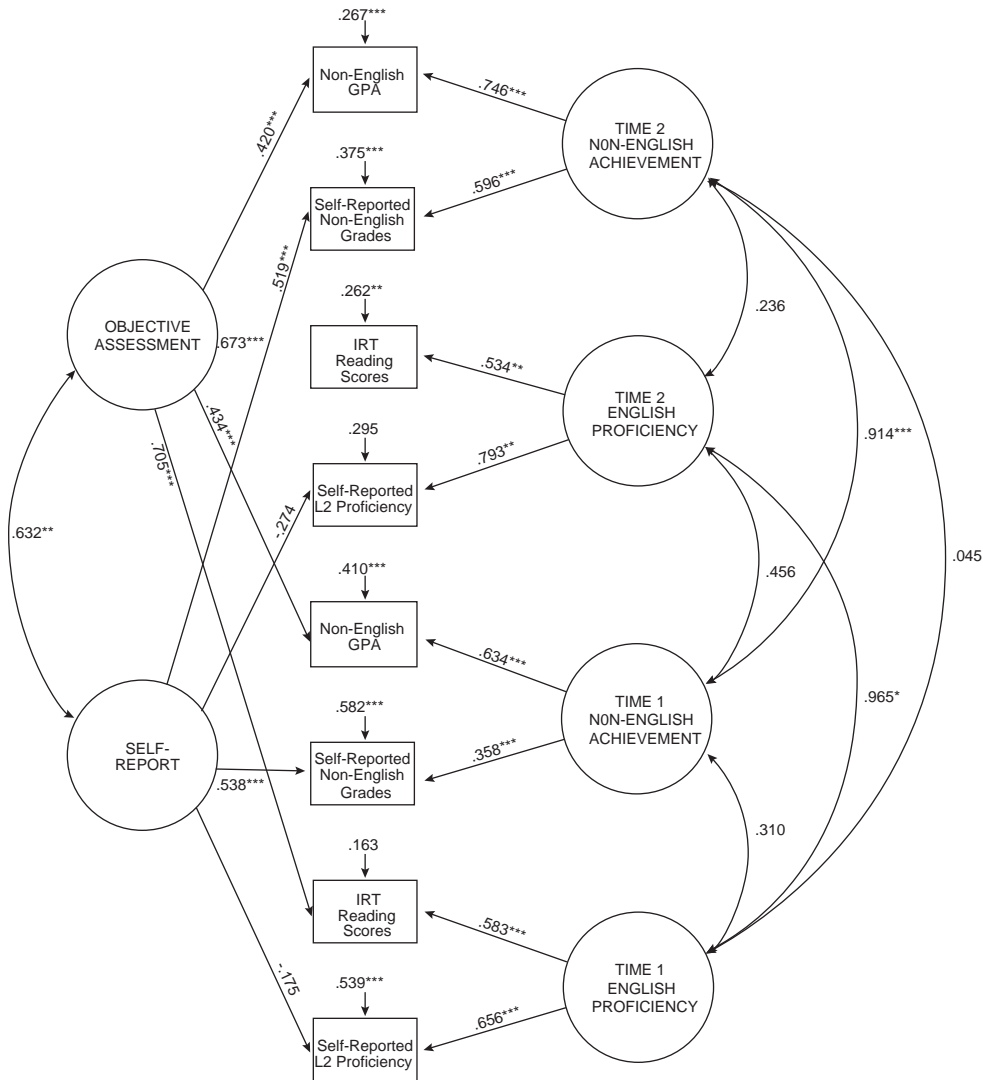 .267***
Non-English
GPA
.746***
TIME 2
N0N-ENGLISH
ACHIEVEMENT
.420***
.375***
Self-Reported
Non-English
Grades
.596***
.519***
.236
OBJECTIVE
ASSESSMENT
.673***
.262**
IRT
Reading
Scores
.534**
TIME 2
ENGLISH
PROFICIENCY
.434***
.705***
.295
Self-Reported
L2 Proficiency
.793**
.914***
-.274
.632**
.045
.456
.410***
Non-English
GPA
.634***
TIME 1
N0N-ENGLISH
ACHIEVEMENT
.965*
SELF-
REPORT
.582***
Self-Reported
Non-English
Grades
.358***
.538***
.310
.163
IRT
Reading
Scores
.583***
TIME 1
ENGLISH
PROFICIENCY
-.175
.539***
Self-Reported
L2 Proficiency
.656***